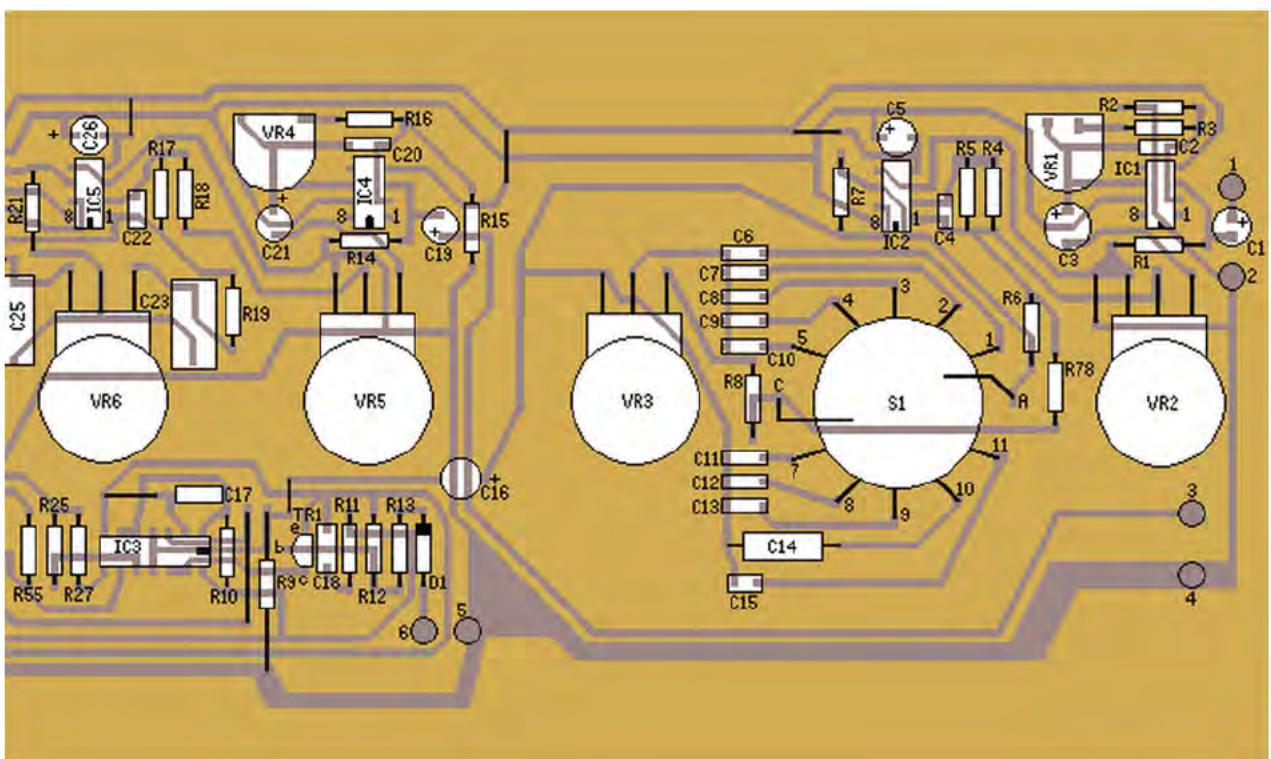 C26
+
R17
VR4
R16
C20
R21
IC5
8
1
R18
C22
+
C21
IC4
8
1
R14
+
C19
R15
C25
C23
R19
VR6
VR5
C5
+
R7
8
1
IC2
C4
R5
R4
VR1
R2
R3
C2
IC1
8
1
+
C3
R1
1
+
C1
2
C6
C7
C8
C9
C10
R8
C
VR3
S1
1
2
3
4
5
7
8
9
10
11
A
R6
R78
VR2
C11
C12
C13
C14
C15
3
4
R25
R55
R27
C17
IC3
R10
R9
TR1
e
b
c
C18
R11
R12
R13
D1
+
C16
6
5